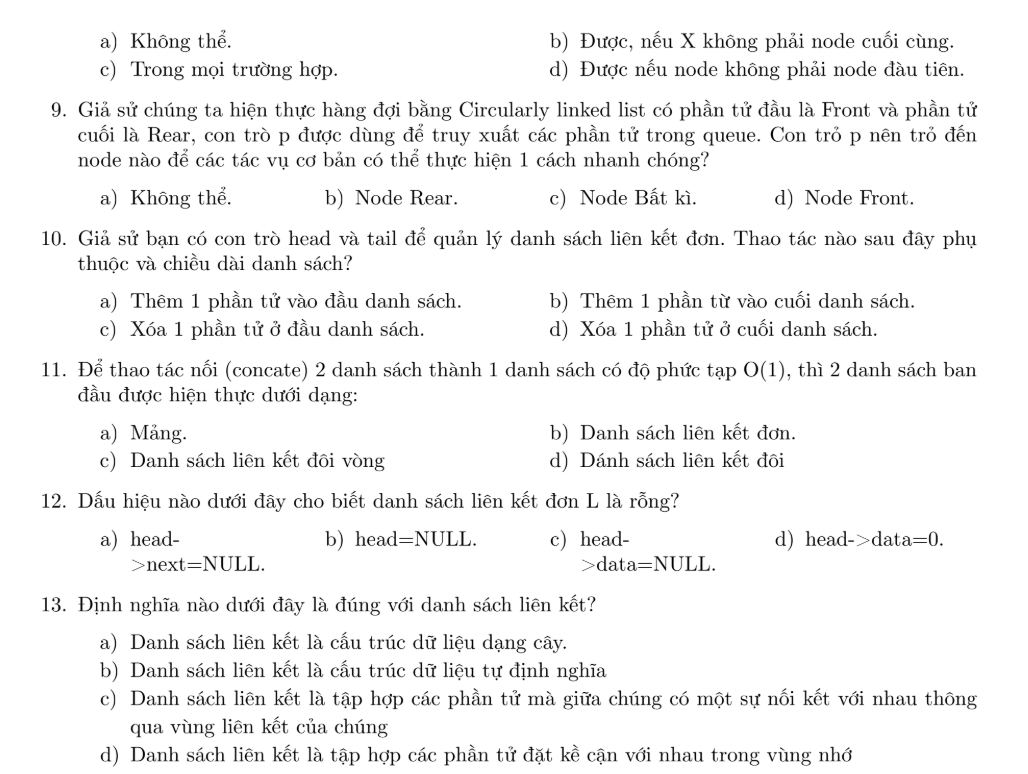 a) Không thể. b) Được, nếu X không phải node cuối cùng.
c) Trong mọi trường hợp. d) Được nếu node không phải node đàu tiên.
9. Giả sử chúng ta hiện thực hàng đợi bằng Circularly linked list có phần tử đầu là Front và phần tử
cuối là Rear, con trò p được dùng để truy xuất các phần tử trong queue. Con trỏ p nên trỏ đến
node nào để các tác vụ cơ bản có thể thực hiện 1 cách nhanh chóng?
a) Không thể. b) Node Rear. c) Node Bất kì. d) Node Front.
10. Giả sử bạn có con trò head và tail để quản lý danh sách liên kết đơn. Thao tác nào sau đây phụ
thuộc và chiều dài danh sách?
a) Thêm 1 phần tử vào đầu danh sách. b) Thêm 1 phần từ vào cuối danh sách.
c) Xóa 1 phần tử ở đầu danh sách. d) Xóa 1 phần tử ở cuối danh sách.
11. Để thao tác nối (concate) 2 danh sách thành 1 danh sách có độ phức tạp O(1), thì 2 danh sách ban
đầu được hiện thực dưới dạng:
a) Mảng. b) Danh sách liên kết đơn.
c) Danh sách liên kết đôi vòng d) Dánh sách liên kết đôi
12. Dấu hiệu nào dưới đây cho biết danh sách liên kết đơn L là rỗng?
a) head- b) head=NULL. c) head- d) head->data=0.
>next=NULL. >data=NULL.
13. Định nghĩa nào dưới đây là đúng với danh sách liên kết?
a) Danh sách liên kết là cấu trúc dữ liệu dạng cây.
b) Danh sách liên kết là cấu trúc dữ liệu tự định nghĩa
c) Danh sách liên kết là tập hợp các phần tử mà giữa chúng có một sự nối kết với nhau thông
qua vùng liên kết của chúng
d) Danh sách liên kết là tập hợp các phần tử đặt kề cận với nhau trong vùng nhớ